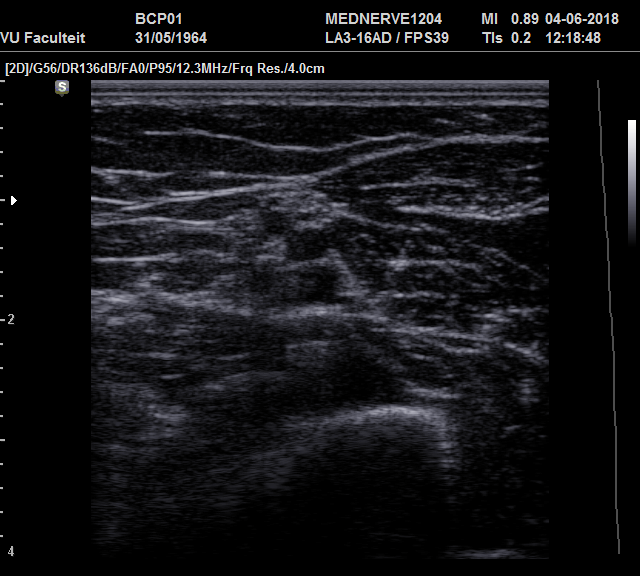 BCP01 MEDNERVE1204 MI 0.89 04-06-2018
VU Faculteit 31/05/1964 LA3-16AD / FPS39 TIs 0.2 12:18:48
[2D]/G56/DR136dB/FA0/P95/12.3MHz/Frq Res./4.0cm
S
2
4